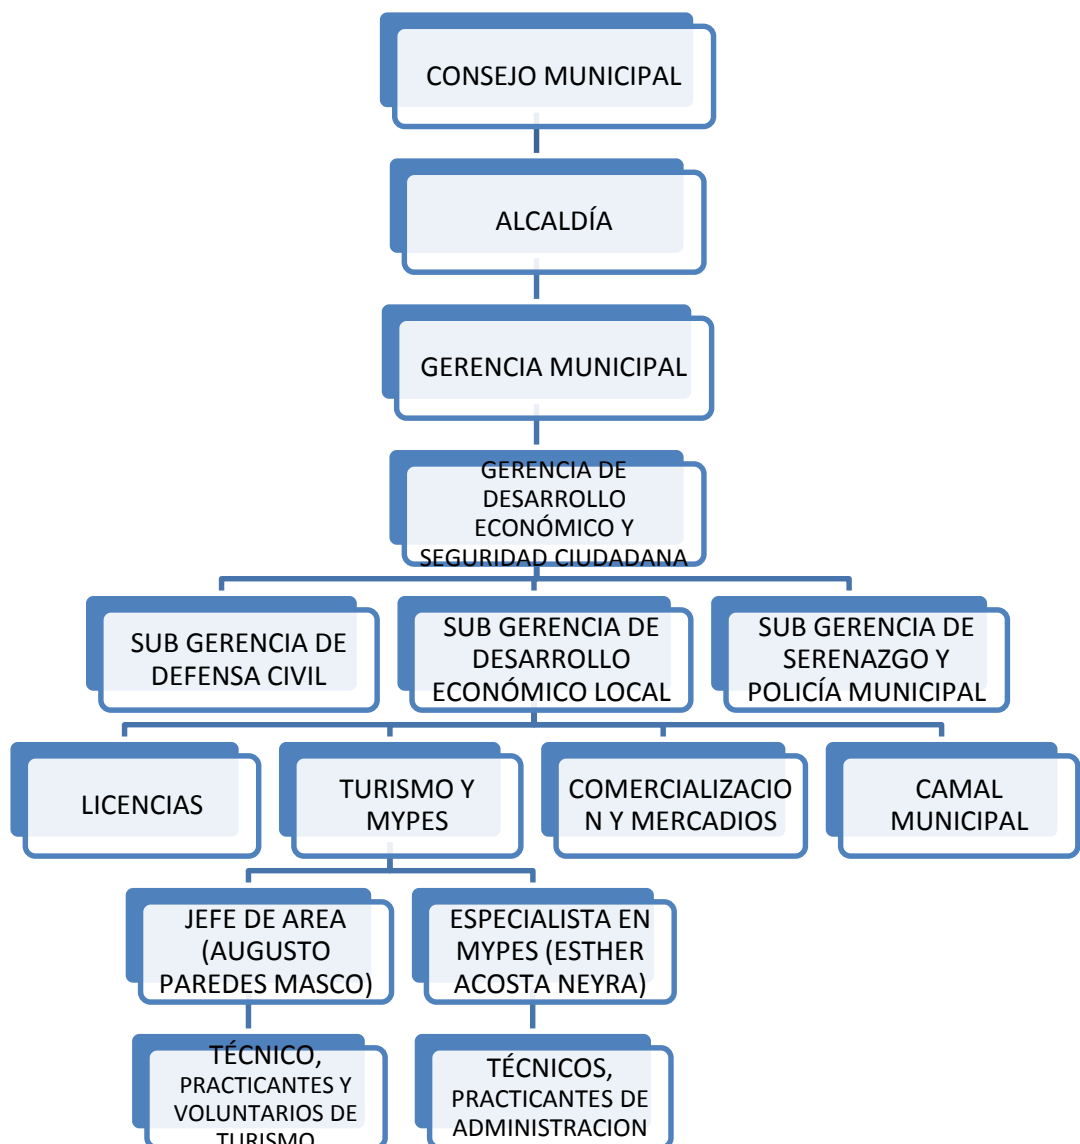 CONSEJO MUNICIPAL
ALCALDÍA
GERENCIA MUNICIPAL
GERENCIA DE
DESARROLLO
ECONÓMICO Y
SEGURIDAD CIUDADANA
SUB GERENCIA DE
DEFENSA CIVIL
SUB GERENCIA DE
DESARROLLO
ECONÓMICO LOCAL
SUB GERENCIA DE
SERENAZGO Y
POLICÍA MUNICIPAL
LICENCIAS
TURISMO Y
MYPES
COMERCIALIZACIO
N Y MERCADIOS
CAMAL
MUNICIPAL
JEFE DE AREA
(AUGUSTO
PAREDES MASCO)
ESPECIALISTA EN
MYPES (ESTHER
ACOSTA NEYRA)
TÉCNICO,
PRACTICANTES Y
VOLUNTARIOS DE
TURISMO
TÉCNICOS,
PRACTICANTES DE
ADMINISTRACION